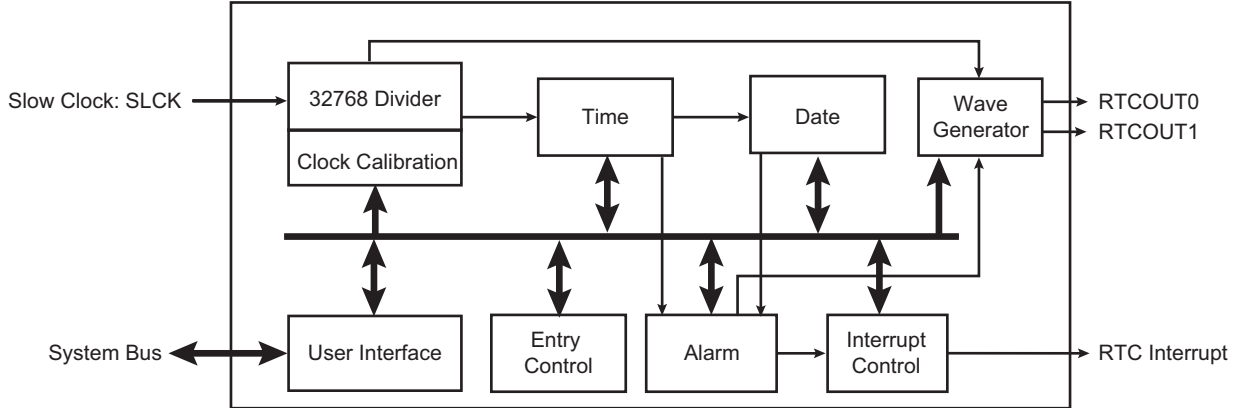 Slow Clock: SLCK
32768 Divider
Clock Calibration
Time
Date
Wave
Generator
RTCOUT0
RTCOUT1
System Bus
User Interface
Entry
Control
Alarm
Interrupt
Control
RTC Interrupt